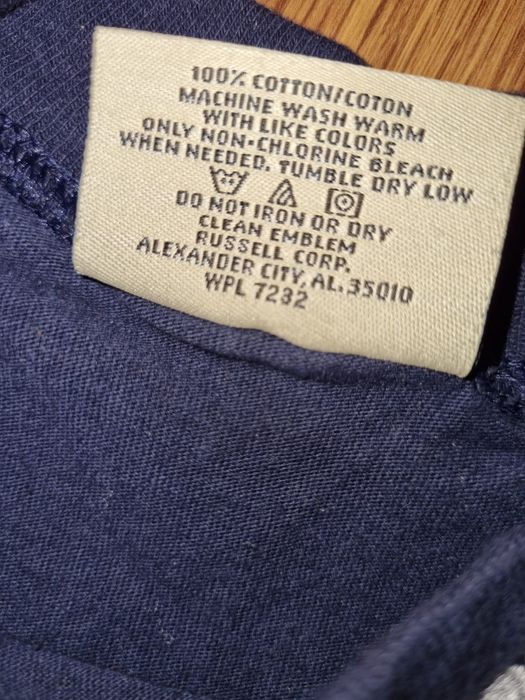 100% COTTON/COTON
MACHINE WASH WARM
WITH LIKE COLORS
ONLY NON-CHLORINE BLEACH
WHEN NEEDED. TUMBLE DRY LOW
DO NOT IRON OR DRY
CLEAN EMBLEM
RUSSELL CORP.
ALEXANDER CITY, AL. 35010
WPL 7232